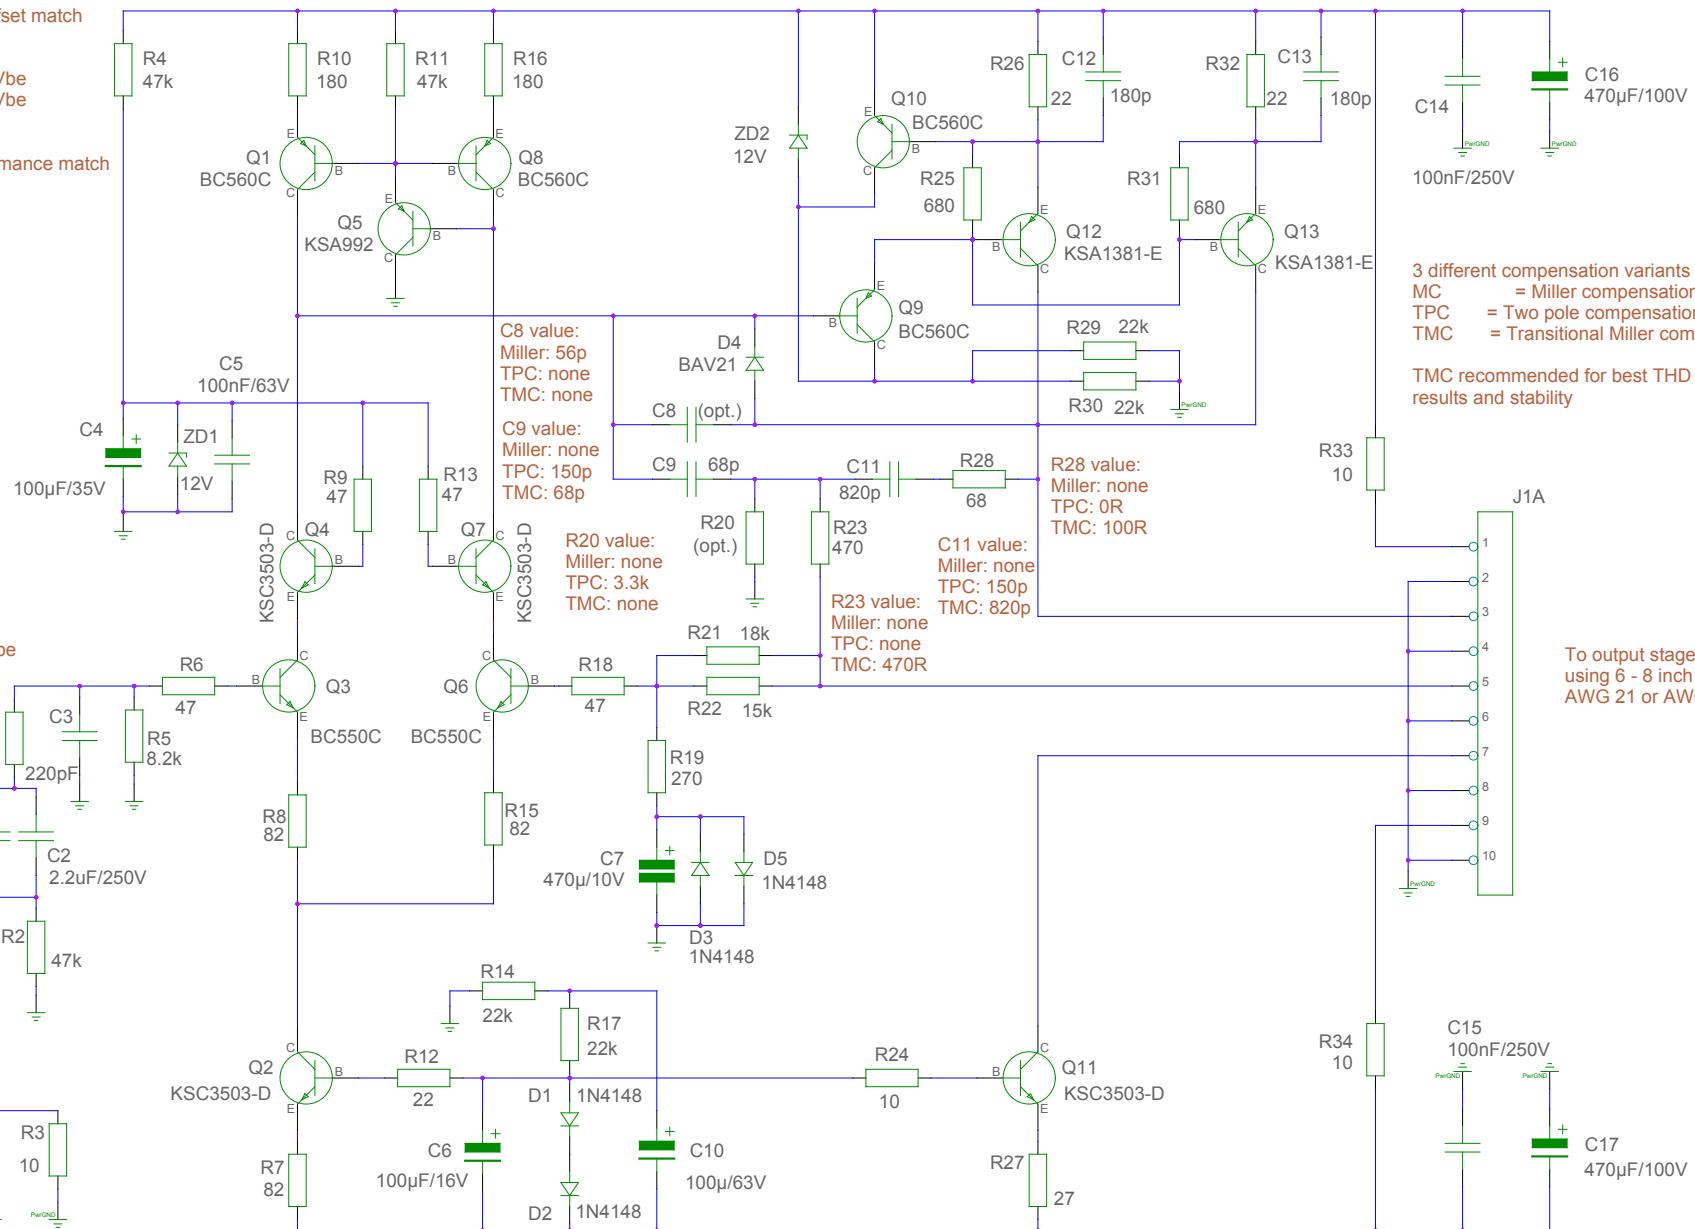 fset match
/be
/be
mance match
R4
47k
R10
180
R11
47k
R16
180
E
E
Q1
BC560C
B
C
B
Q8
BC560C
C
E
Q5
KSA992
B
C
ZD2
12V
Q10
BC560C
E
B
C
R26
22
C12
180p
R32
22
C13
180p
C14
100nF/250V
PwrGND
C16
470µF/100V
PwrGND
R25
680
R31
680
E
B
Q12
KSA1381-E
C
E
B
Q13
KSA1381-E
C
E
Q9
BC560C
B
C
3 different compensation variants
MC = Miller compensation
TPC = Two pole compensation
TMC = Transitional Miller com
TMC recommended for best THD
results and stability
D4
BAV21
R29 22k
R30 22k
PwrGND
C8 value:
Miller: 56p
TPC: none
TMC: none
C9 value:
Miller: none
TPC: 150p
TMC: 68p
C8 (opt.)
C9 68p
C11
820p
R28
68
R28 value:
Miller: none
TPC: 0R
TMC: 100R
C5
100nF/63V
C4
+
100µF/35V
ZD1
12V
R9
47
R13
47
C
Q4
B
E
KSC3503-D
C
Q7
B
E
KSC3503-D
R20
(opt.)
R23
470
R20 value:
Miller: none
TPC: 3.3k
TMC: none
C11 value:
Miller: none
TPC: 150p
TMC: 820p
R23 value:
Miller: none
TPC: none
TMC: 470R
R33
10
J1A
1
2
3
4
5
6
7
8
9
10
PwrGND
To output stage
using 6 - 8 inch
AWG 21 or AW
be
R6
47
B
C
Q3
E
BC550C
C
Q6
B
E
BC550C
R18
47
R21 18k
R22 15k
R19
270
C3
220pF
R5
8.2k
C2
2.2uF/250V
R2
47k
R8
82
R15
82
C7
+
470µ/10V
D5
1N4148
D3
1N4148
R14
22k
R17
22k
C
Q2
B
E
KSC3503-D
R12
22
D1 1N4148
D2 1N4148
R24
10
C
B
Q11
E
KSC3503-D
R34
10
C15
100nF/250V
PwrGND
PwrGND
+
C17
470µF/100V
R3
10
PwrGND
R7
82
C6
+
100µF/16V
+
C10
100µ/63V
R27
27